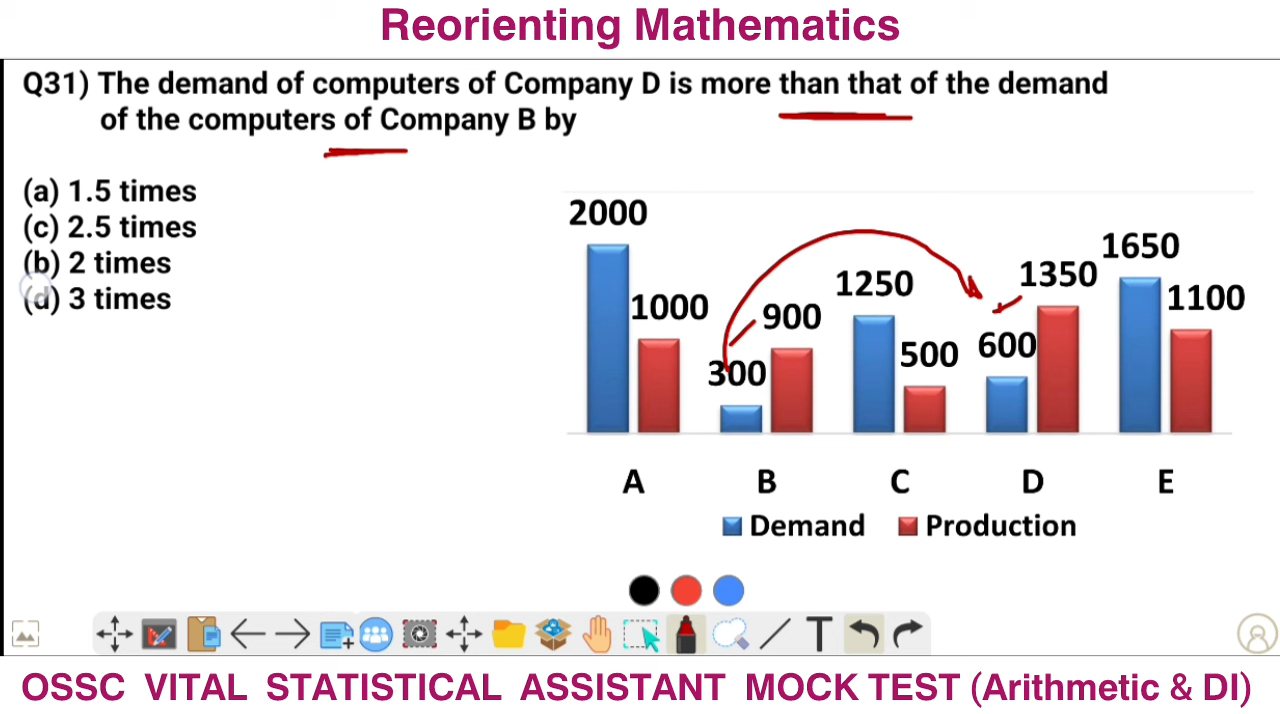 Reorienting Mathematics
Q31) The demand of computers of Company D is more than that of the demand
of the computers of Company B by
(a) 1.5 times
(c) 2.5 times
(b) 2 times
(d) 3 times
2000
1000
300
900
1250
500
600
1350
1650
1100
A B C D E
Demand Production
T
OSSC VITAL STATISTICAL ASSISTANT MOCK TEST (Arithmetic & DI)